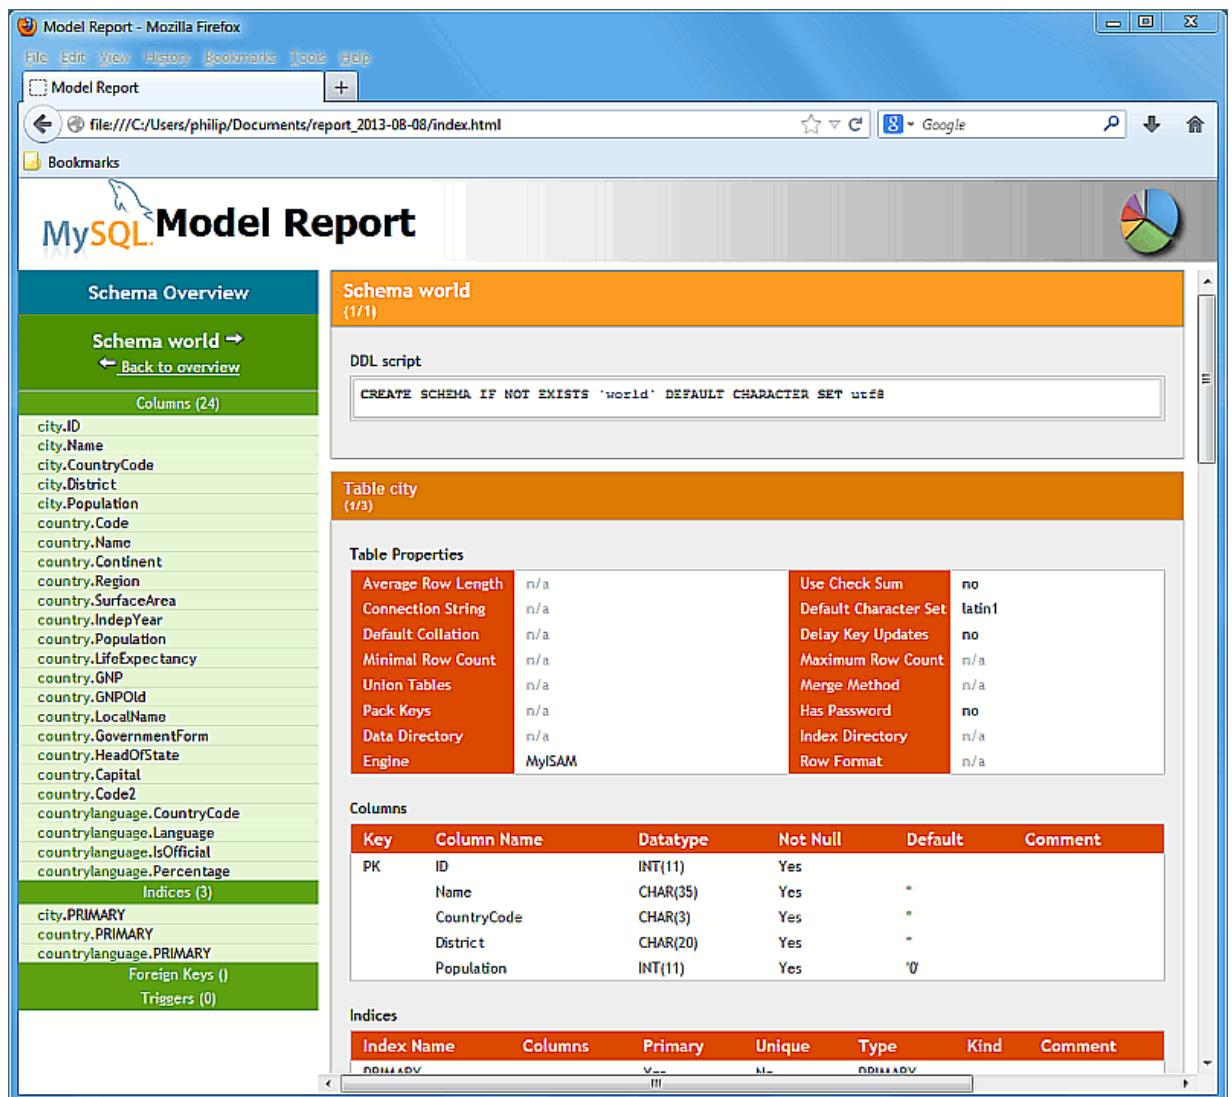 Model Report - Mozilla Firefox
File Edit View History Bookmarks Tools Help
Model Report
file:///C:/Users/philip/Documents/report_2013-08-08/index.html
Google
Bookmarks
MySQL. Model Report
Schema Overview
Schema world
Back to overview
Columns (24)
city.ID
city.Name
city.CountryCode
city.District
city.Population
country.Code
country.Name
country.Continent
country.Region
country.SurfaceArea
country.IndepYear
country.Population
country.LifeExpectancy
country.GNP
country.GNPOld
country.LocalName
country.GovernmentForm
country.HeadOfState
country.Capital
country.Code2
countrylanguage.CountryCode
countrylanguage.Language
countrylanguage.IsOfficial
countrylanguage.Percentage
Indices (3)
city.PRIMARY
country.PRIMARY
countrylanguage.PRIMARY
Foreign Keys ()
Triggers (0)
Schema world
(1/1)
DDL script
CREATE SCHEMA IF NOT EXISTS `world` DEFAULT CHARACTER SET utf8
Table city
(1/3)
Table Properties
Average Row Length n/a Use Check Sum no
Connection String n/a Default Character Set latin1
Default Collation n/a Delay Key Updates no
Minimal Row Count n/a Maximum Row Count n/a
Union Tables n/a Merge Method n/a
Pack Keys n/a Has Password no
Data Directory n/a Index Directory n/a
Engine MyISAM Row Format n/a
Columns
Key Column Name Datatype Not Null Default Comment
PK ID INT(11) Yes
Name CHAR(35) Yes ''
CountryCode CHAR(3) Yes ''
District CHAR(20) Yes ''
Population INT(11) Yes '0'
Indices
Index Name Columns Primary Unique Type Kind Comment
PRIMARY Yes No PRIMARY